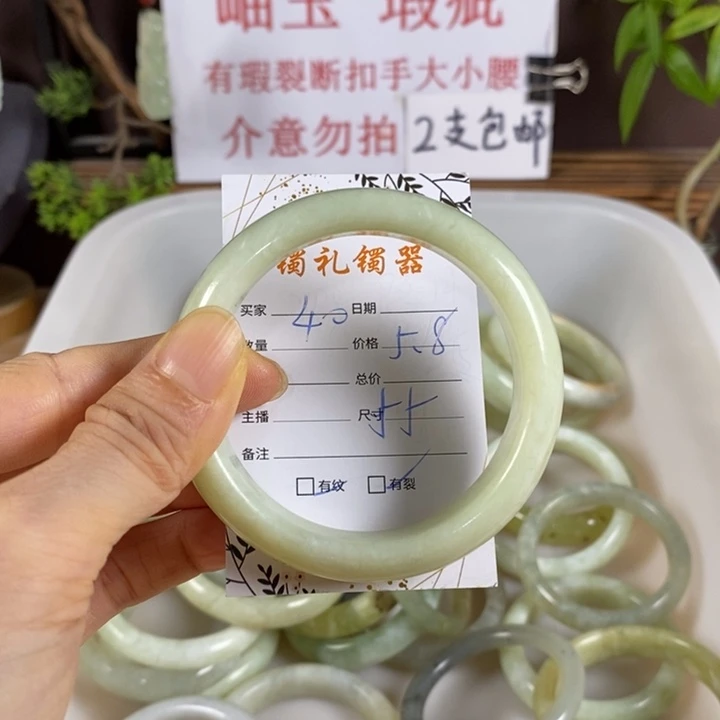 岫玉 瑕疵
有瑕裂断扣手大小腰
介意勿拍 2支包邮
镯礼镯器
买家 40 日期
数量 价格 5.8
总价
主播 尺寸
备注
有纹 有裂